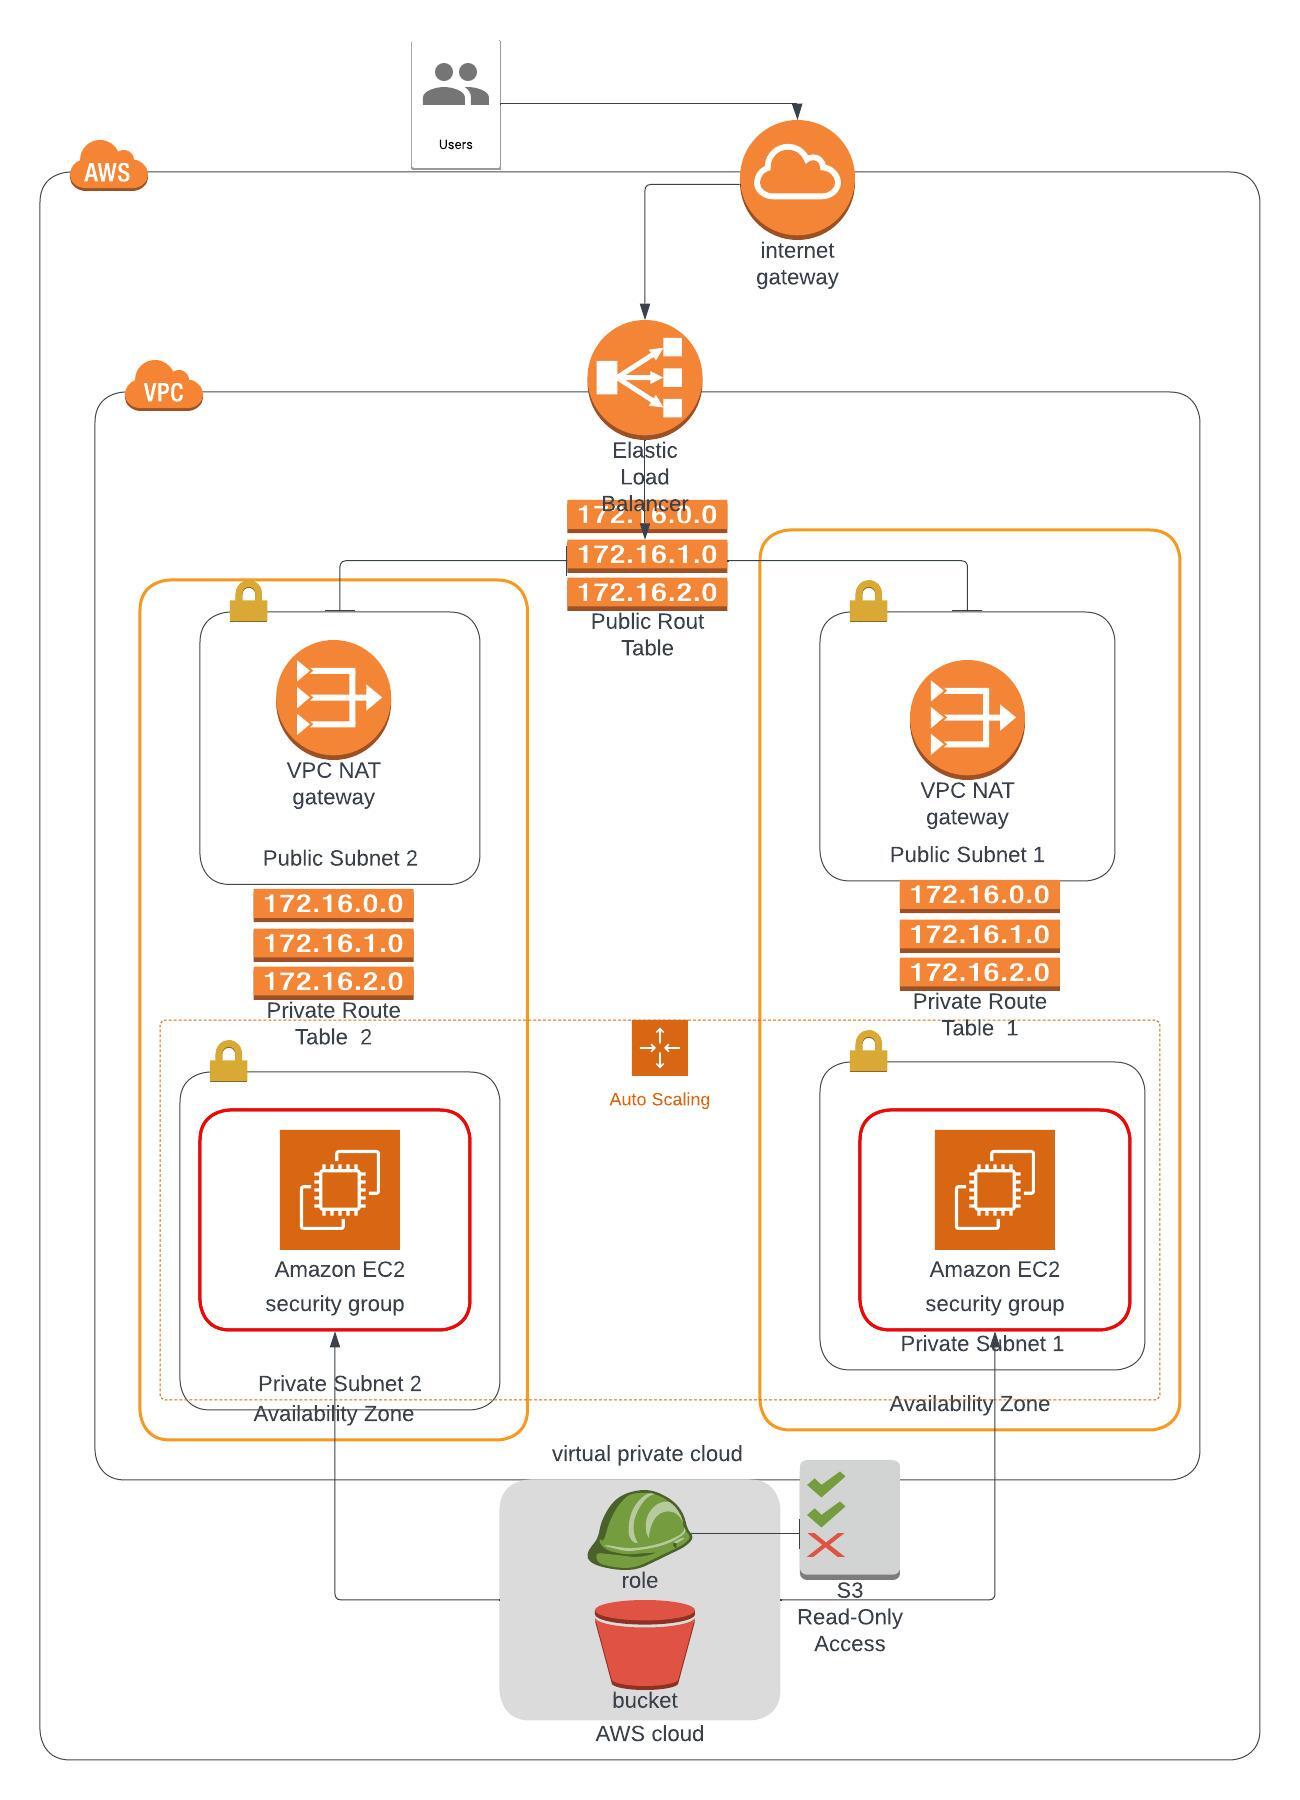 Users
AWS
internet
gateway
VPC
Elastic
Load
Balancer
172.16.0.0
172.16.1.0
172.16.2.0
Public Rout
Table
VPC NAT
gateway
Public Subnet 2
VPC NAT
gateway
Public Subnet 1
172.16.0.0
172.16.1.0
172.16.2.0
Private Route
Table 2
172.16.0.0
172.16.1.0
172.16.2.0
Private Route
Table 1
Auto Scaling
Amazon EC2
security group
Private Subnet 2
Availability Zone
Amazon EC2
security group
Private Subnet 1
Availability Zone
virtual private cloud
role
S3
Read-Only
Access
bucket
AWS cloud